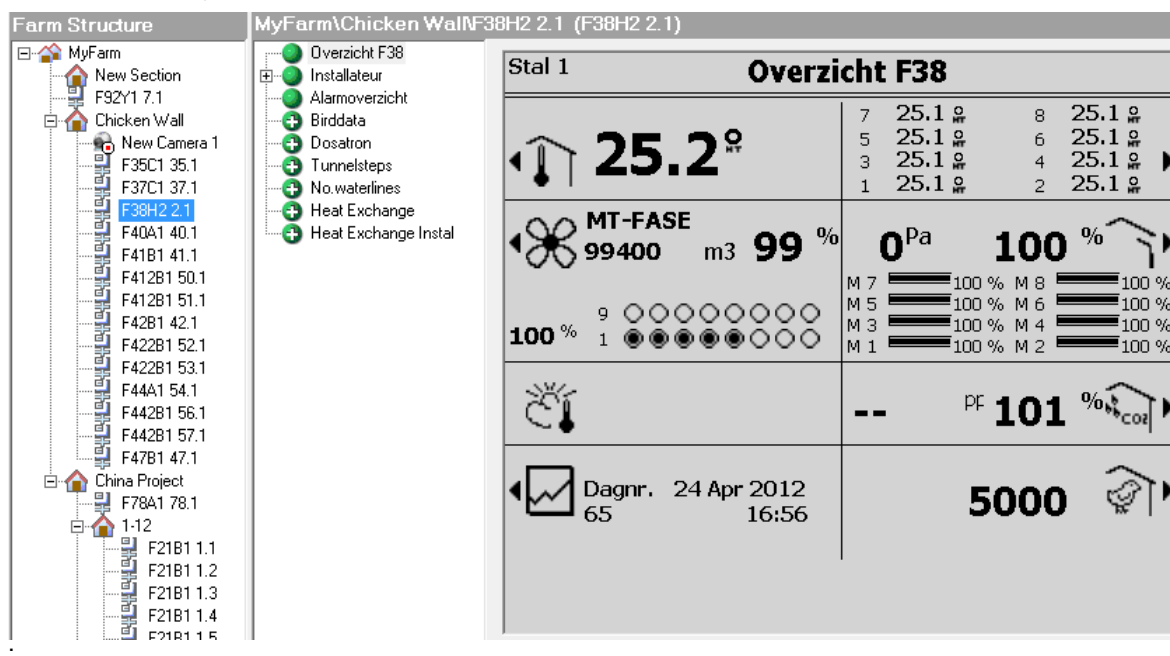 Farm Structure
MyFarm
New Section
F92Y1 7.1
Chicken Wall
New Camera 1
F35C1 35.1
F37C1 37.1
F38H2 2.1
F40A1 40.1
F41B1 41.1
F412B1 50.1
F412B1 51.1
F42B1 42.1
F422B1 52.1
F422B1 53.1
F44A1 54.1
F442B1 56.1
F442B1 57.1
F47B1 47.1
China Project
F78A1 78.1
1-12
F21B1 1.1
F21B1 1.2
F21B1 1.3
F21B1 1.4
F21B1 1.5
MyFarm\Chicken Wall\F38H2 2.1 (F38H2 2.1)
Overzicht F38
Installateur
Alarmoverzicht
Birddata
Dosatron
Tunnelsteps
No.waterlines
Heat Exchange
Heat Exchange Instal
Stal 1 Overzicht F38
25.2°
7 25.1° 8 25.1°
5 25.1° 6 25.1°
3 25.1° 4 25.1°
1 25.1° 2 25.1°
MT-FASE
99400 m3 99 %
9
100 % 1
0 Pa 100 %
M 7 100 % M 8 100 %
M 5 100 % M 6 100 %
M 3 100 % M 4 100 %
M 1 100 % M 2 100 %
-- 101 %
CO2
Dagnr. 24 Apr 2012
65 16:56
5000